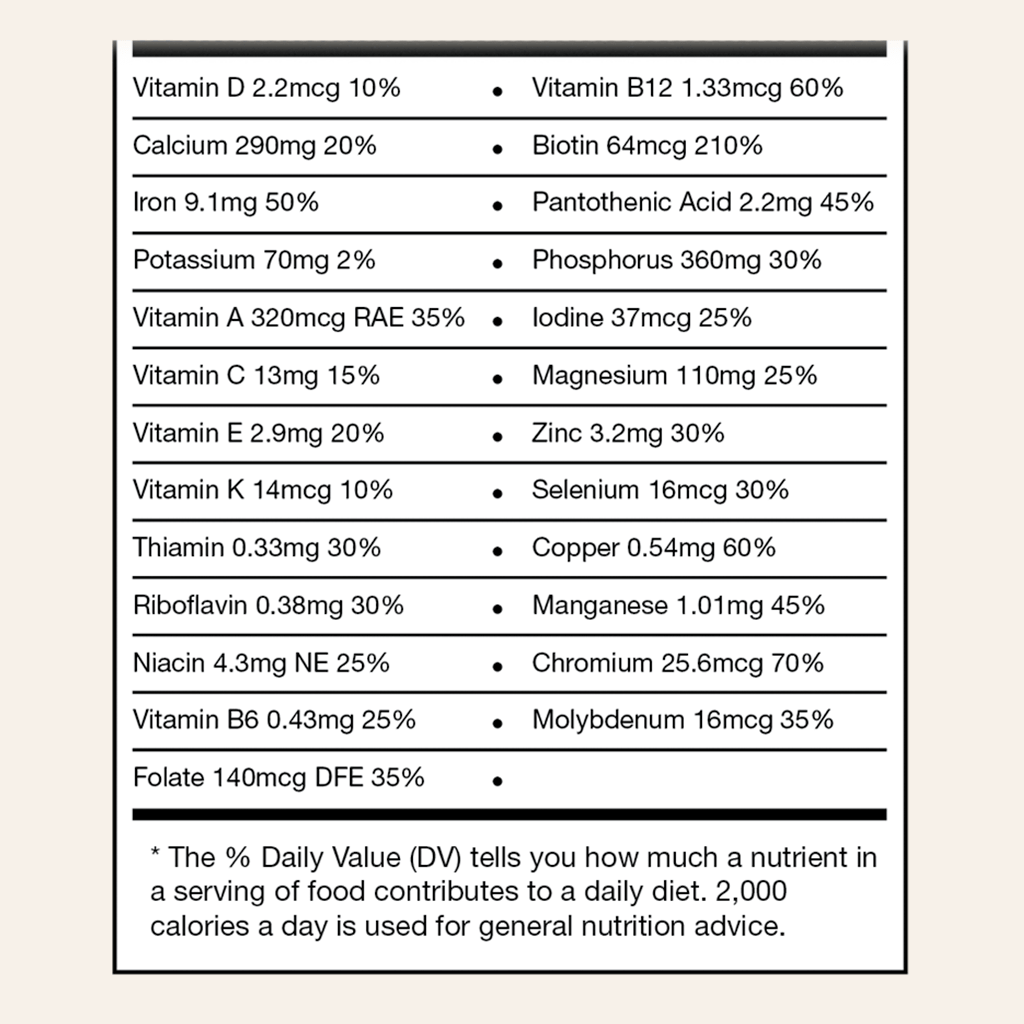 Vitamin D 2.2mcg 10% • Vitamin B12 1.33mcg 60%
Calcium 290mg 20% • Biotin 64mcg 210%
Iron 9.1mg 50% • Pantothenic Acid 2.2mg 45%
Potassium 70mg 2% • Phosphorus 360mg 30%
Vitamin A 320mcg RAE 35% • Iodine 37mcg 25%
Vitamin C 13mg 15% • Magnesium 110mg 25%
Vitamin E 2.9mg 20% • Zinc 3.2mg 30%
Vitamin K 14mcg 10% • Selenium 16mcg 30%
Thiamin 0.33mg 30% • Copper 0.54mg 60%
Riboflavin 0.38mg 30% • Manganese 1.01mg 45%
Niacin 4.3mg NE 25% • Chromium 25.6mcg 70%
Vitamin B6 0.43mg 25% • Molybdenum 16mcg 35%
Folate 140mcg DFE 35% •
* The % Daily Value (DV) tells you how much a nutrient in
a serving of food contributes to a daily diet. 2,000
calories a day is used for general nutrition advice.